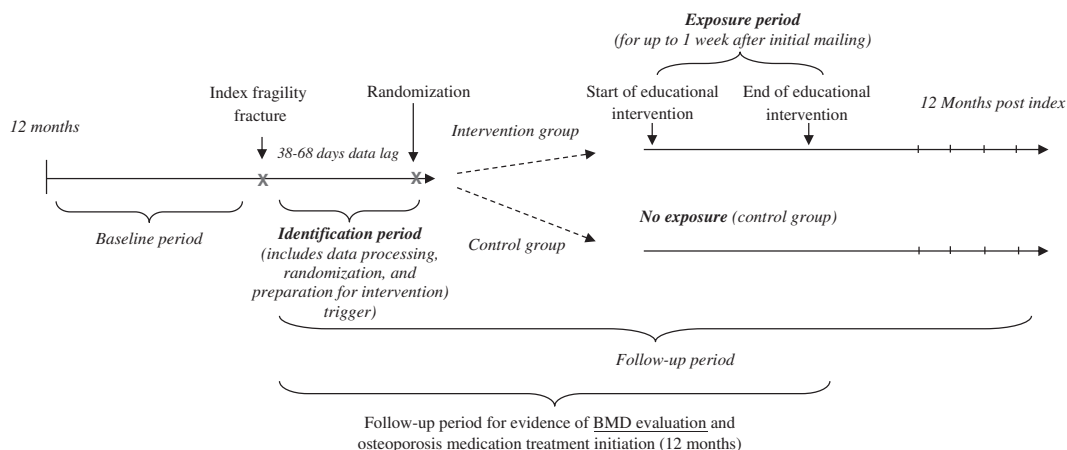 Exposure period
(for up to 1 week after initial mailing)
Index fragility
fracture
Randomization
Start of educational
intervention
End of educational
intervention
12 Months post index
12 months
38-68 days data lag
Intervention group
X
X
Baseline period
Identification period
(includes data processing,
randomization, and
preparation for intervention)
trigger)
Control group
No exposure (control group)
Follow-up period
Follow-up period for evidence of BMD evaluation and
osteoporosis medication treatment initiation (12 months)